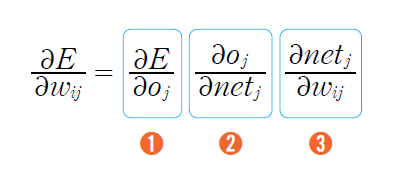 ∂E/∂w_ij = ∂E/∂o_j ∂o_j/∂net_j ∂net_j/∂w_ij
1 2 3